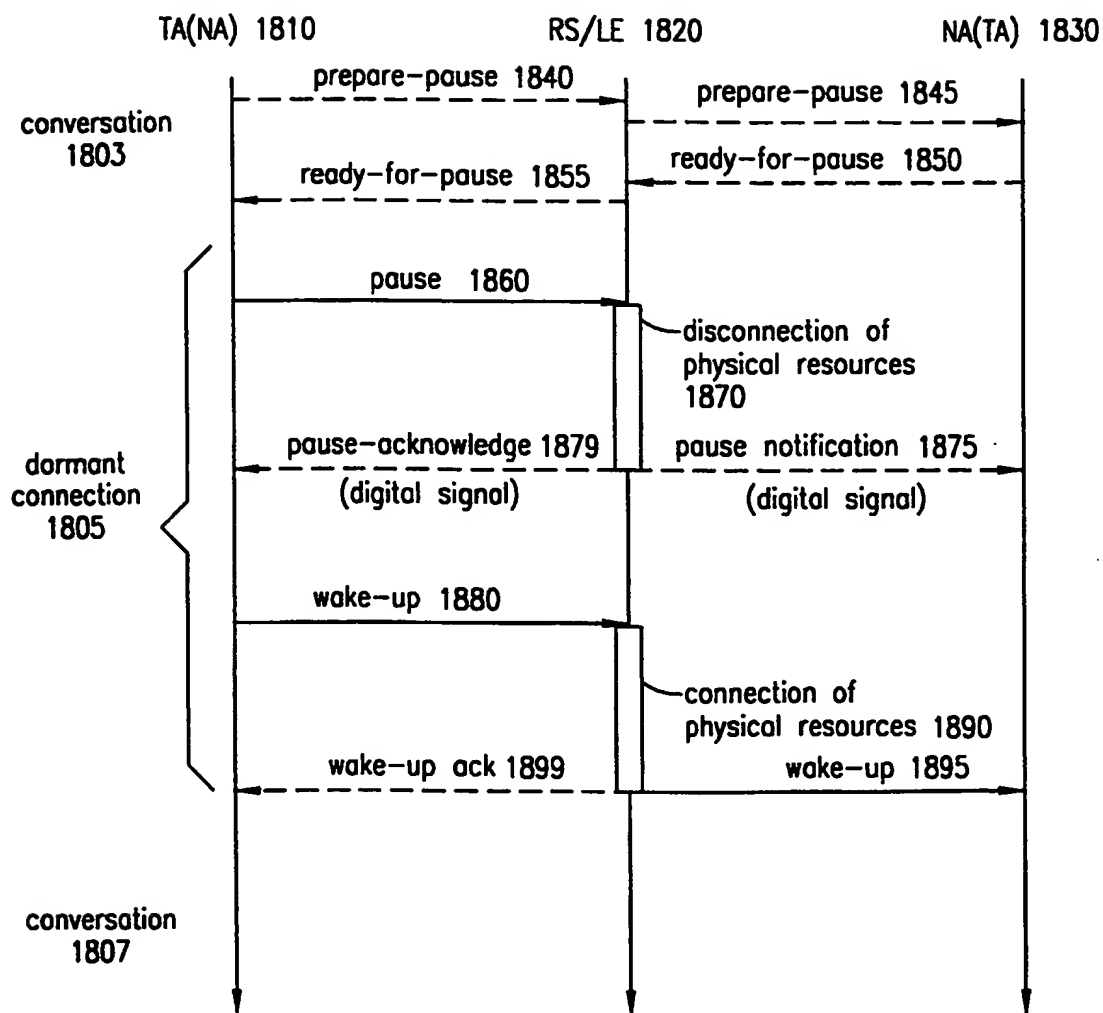 TA(NA) 1810
RS/LE 1820
NA(TA) 1830
prepare-pause 1840
prepare-pause 1845
conversation
1803
ready-for-pause 1850
ready-for-pause 1855
pause 1860
disconnection of
physical resources
1870
pause-acknowledge 1879
(digital signal)
pause notification 1875
(digital signal)
dormant
connection
1805
wake-up 1880
connection of
physical resources 1890
wake-up ack 1899
wake-up 1895
conversation
1807